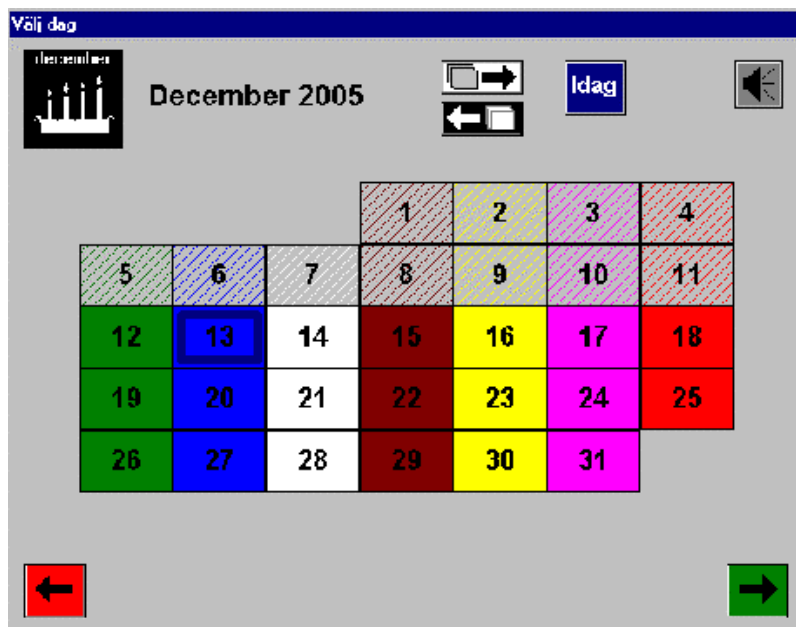 Välj dag
december
December 2005
Idag
1 2 3 4
5 6 7 8 9 10 11
12 13 14 15 16 17 18
19 20 21 22 23 24 25
26 27 28 29 30 31